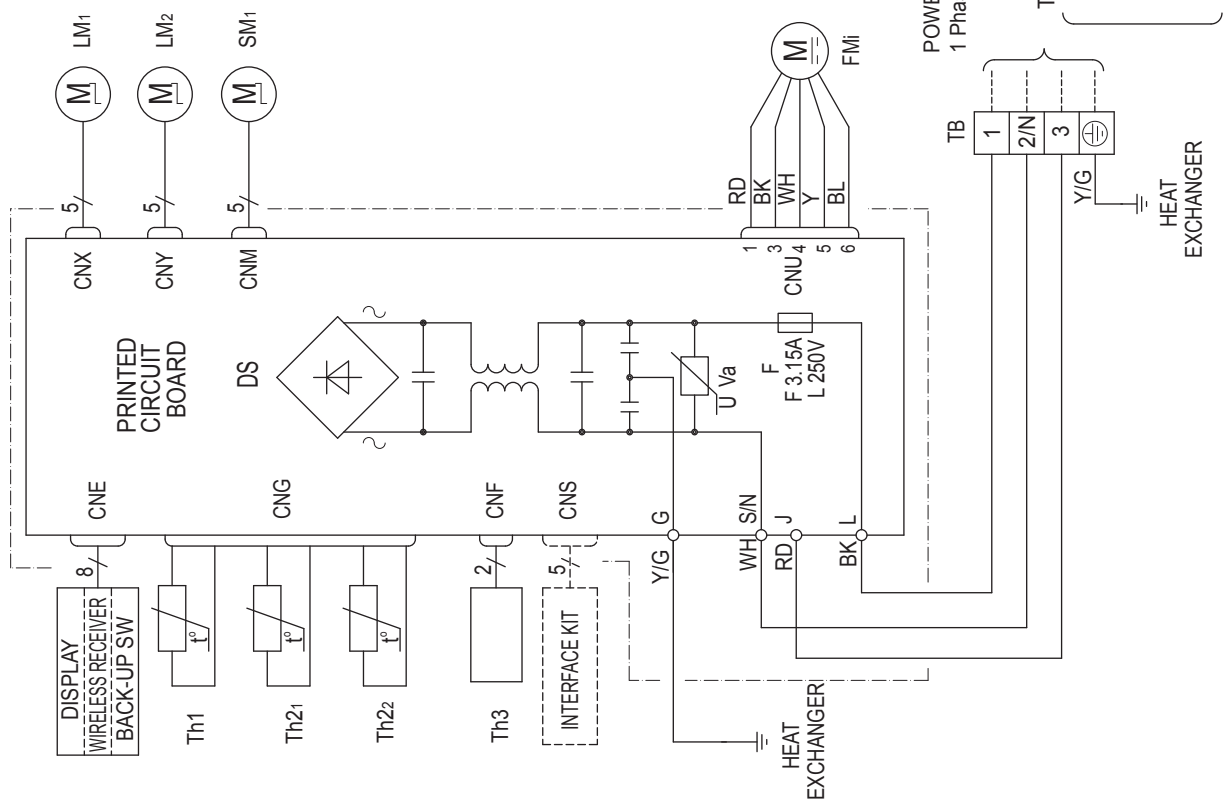 LM1
LM2
SM1
M
M
M
5
5
5
CNX
CNY
CNM
PRINTED
CIRCUIT
BOARD
DS
CNE
CNG
CNF
CNS
8
2
5
DISPLAY
WIRELESS RECEIVER
BACK-UP SW
t°
t°
t°
Th1
Th21
Th22
Th3
INTERFACE KIT
U Va
F
F 3.15A
L 250V
CNU
1
3
4
5
6
RD
BK
WH
Y
BL
M
FMi
G
S/N
J
L
Y/G
WH
RD
BK
HEAT
EXCHANGER
TB
1
2/N
3
Y/G
HEAT
EXCHANGER
1